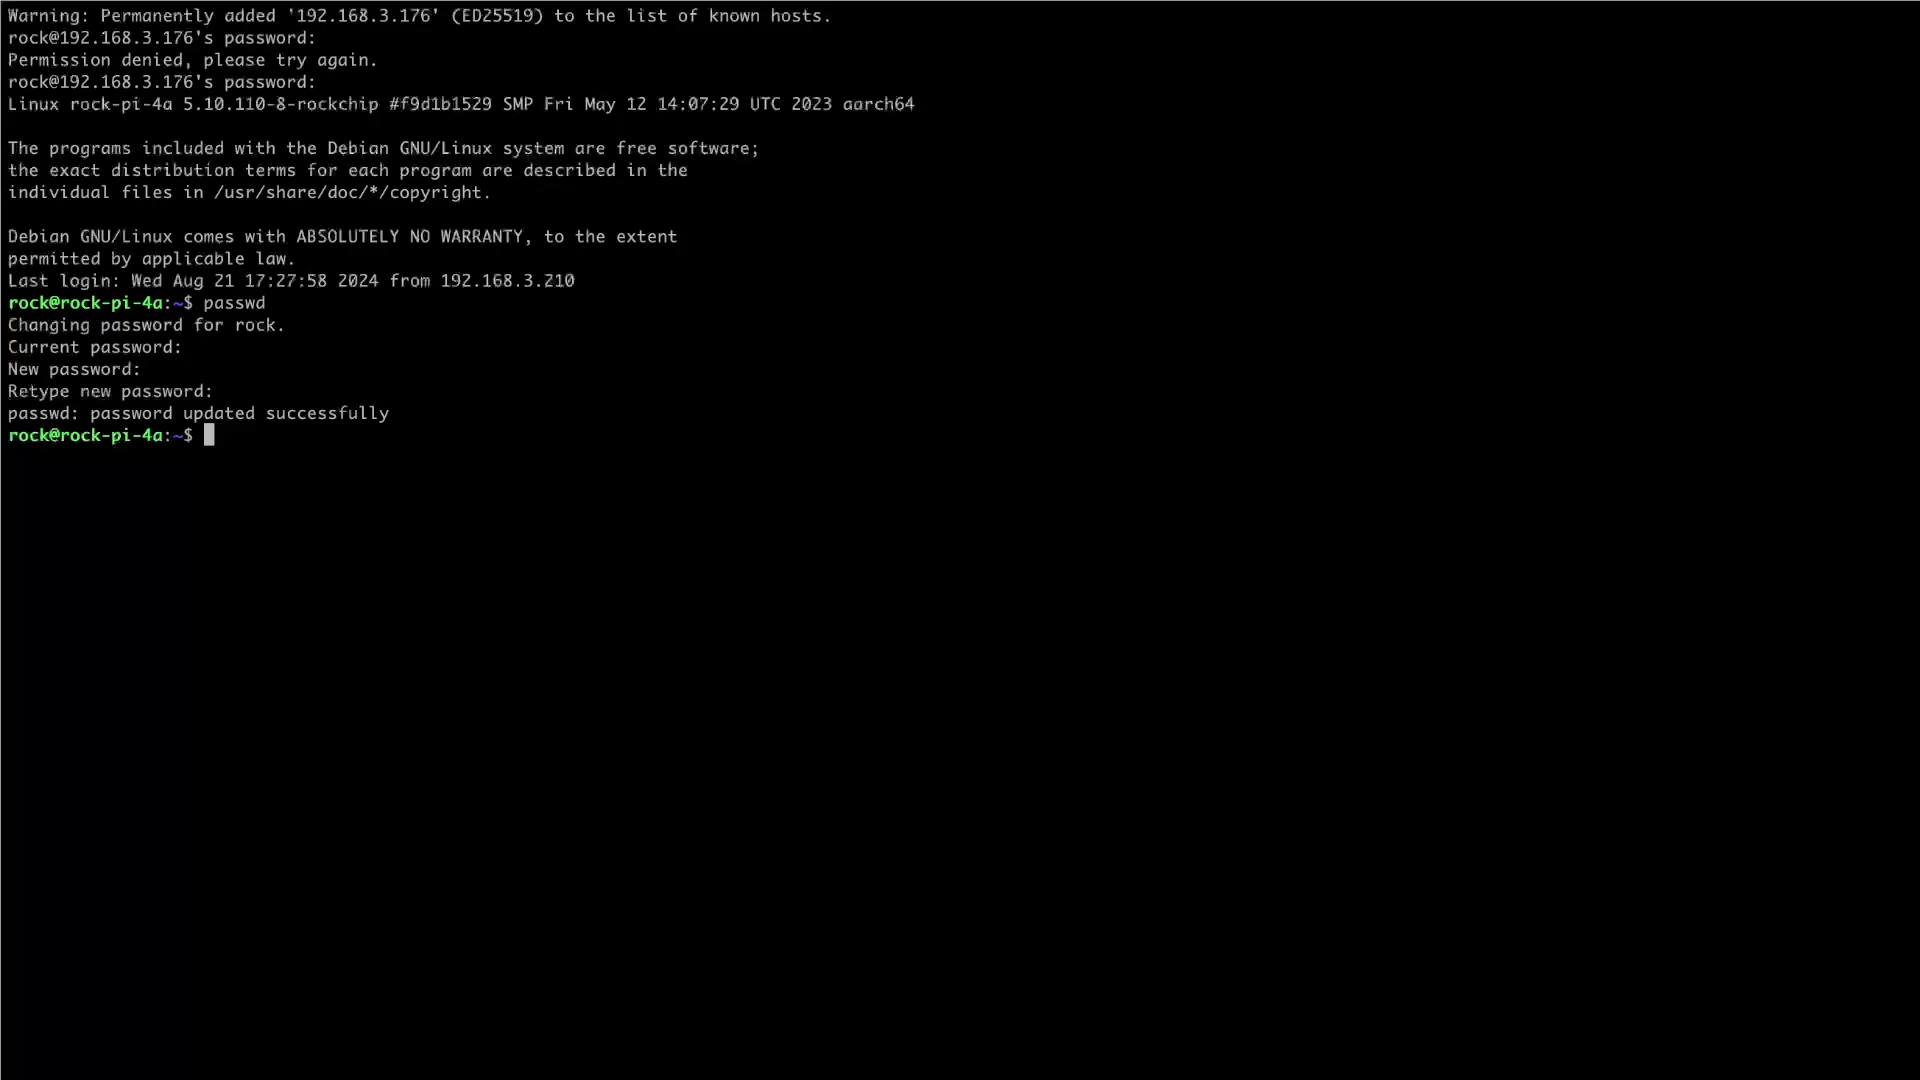 Warning: Permanently added '192.168.3.176' (ED25519) to the list of known hosts.
rock@192.168.3.176's password:
Permission denied, please try again.
rock@192.168.3.176's password:
Linux rock-pi-4a 5.10.110-8-rockchip #f9d1b1529 SMP Fri May 12 14:07:29 UTC 2023 aarch64
The programs included with the Debian GNU/Linux system are free software;
the exact distribution terms for each program are described in the
individual files in /usr/share/doc/*/copyright.
Debian GNU/Linux comes with ABSOLUTELY NO WARRANTY, to the extent
permitted by applicable law.
Last login: Wed Aug 21 17:27:58 2024 from 192.168.3.210
rock@rock-pi-4a:~$ passwd
Changing password for rock.
Current password:
New password:
Retype new password:
passwd: password updated successfully
rock@rock-pi-4a:~$